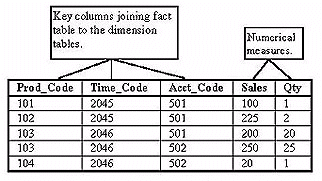 Key columns joining fact
table to the dimension
tables.
Numerical
measures.
Prod_Code Time_Code Acct_Code Sales Qty
101 2045 501 100 1
102 2045 501 225 2
103 2046 501 200 20
103 2046 502 250 25
104 2046 502 20 1